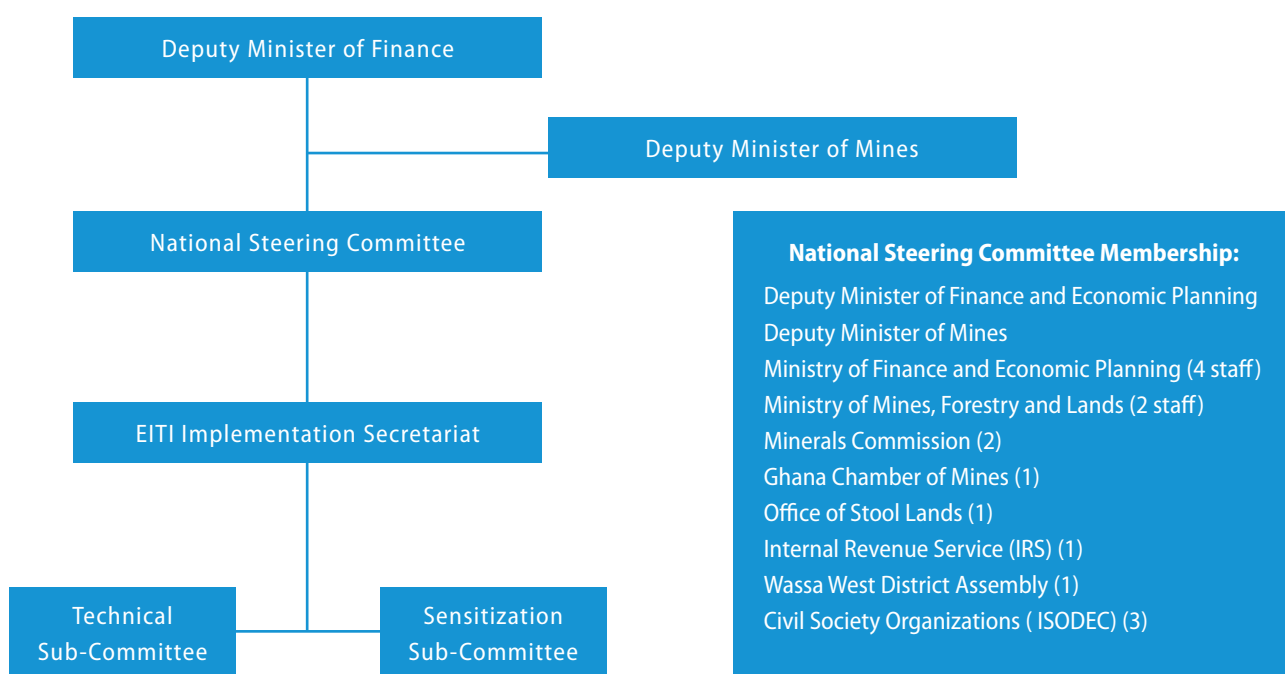 Deputy Minister of Finance
Deputy Minister of Mines
National Steering Committee
EITI Implementation Secretariat
Technical
Sub-Committee
Sensitization
Sub-Committee
National Steering Committee Membership:
Deputy Minister of Finance and Economic Planning
Deputy Minister of Mines
Ministry of Finance and Economic Planning (4 staff)
Ministry of Mines, Forestry and Lands (2 staff)
Minerals Commission (2)
Ghana Chamber of Mines (1)
Office of Stool Lands (1)
Internal Revenue Service (IRS) (1)
Wassa West District Assembly (1)
Civil Society Organizations ( ISODEC) (3)